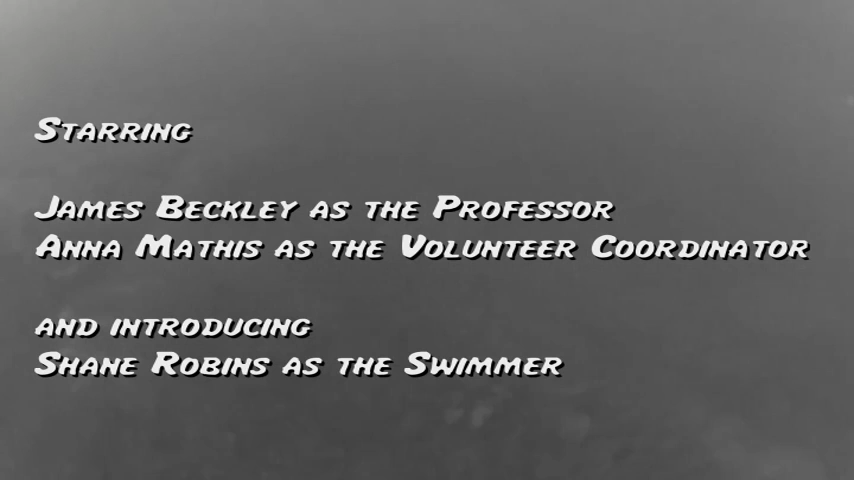 Starring
James Beckley as the Professor
Anna Mathis as the Volunteer Coordinator
and introducing
Shane Robins as the Swimmer